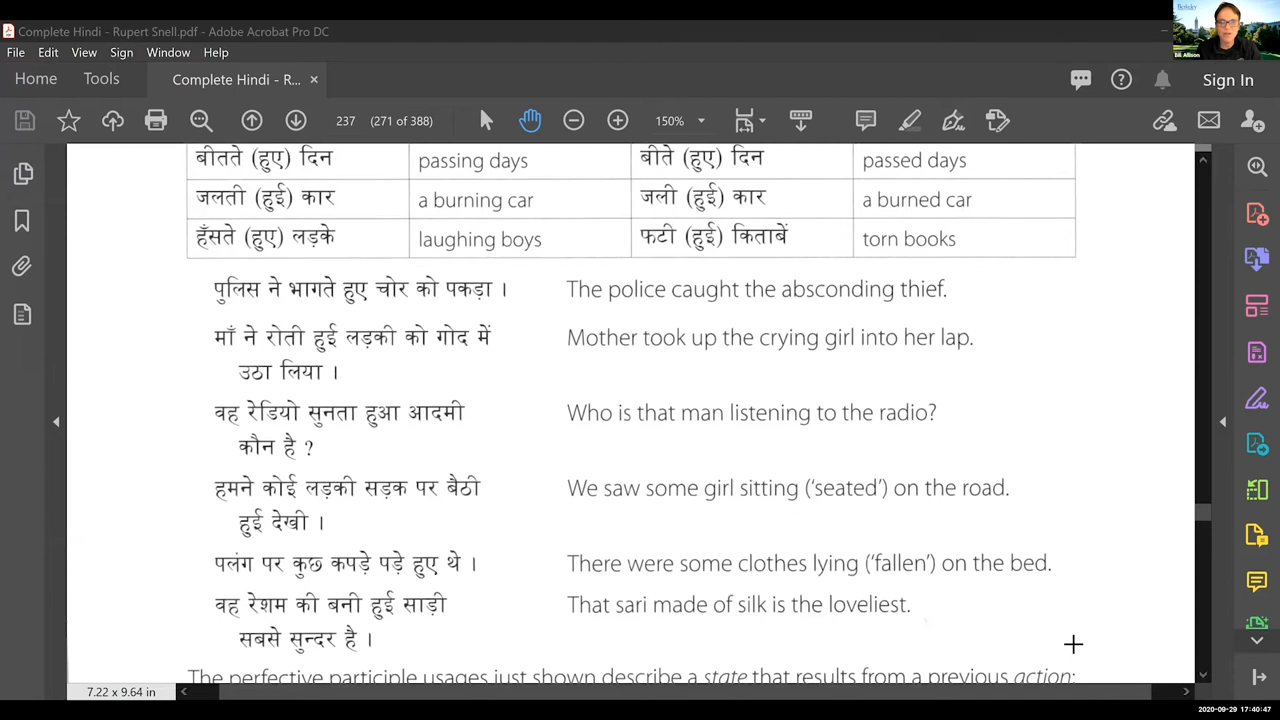 Complete Hindi - Rupert Snell.pdf - Adobe Acrobat Pro DC
File Edit View Sign Window Help
Berkeley
Bill Allison
Home Tools Complete Hindi - R... × Sign In
237 (271 of 388) 150%
बीतते (हुए) दिन passing days बीते (हुए) दिन passed days
जलती (हुई) कार a burning car जली (हुई) कार a burned car
हँसते (हुए) लड़के laughing boys फटी (हुई) किताबें torn books
पुलिस ने भागते हुए चोर को पकड़ा । The police caught the absconding thief.
माँ ने रोती हुई लड़की को गोद में Mother took up the crying girl into her lap.
उठा लिया ।
वह रेडियो सुनता हुआ आदमी Who is that man listening to the radio?
कौन है ?
हमने कोई लड़की सड़क पर बैठी We saw some girl sitting (‘seated’) on the road.
हुई देखी ।
पलंग पर कुछ कपड़े पड़े हुए थे । There were some clothes lying (‘fallen’) on the bed.
वह रेशम की बनी हुई साड़ी That sari made of silk is the loveliest.
सबसे सुन्दर है ।
The perfective participle usages just shown describe a state that results from a previous action;
7.22 x 9.64 in
2020-09-29 17:40:47